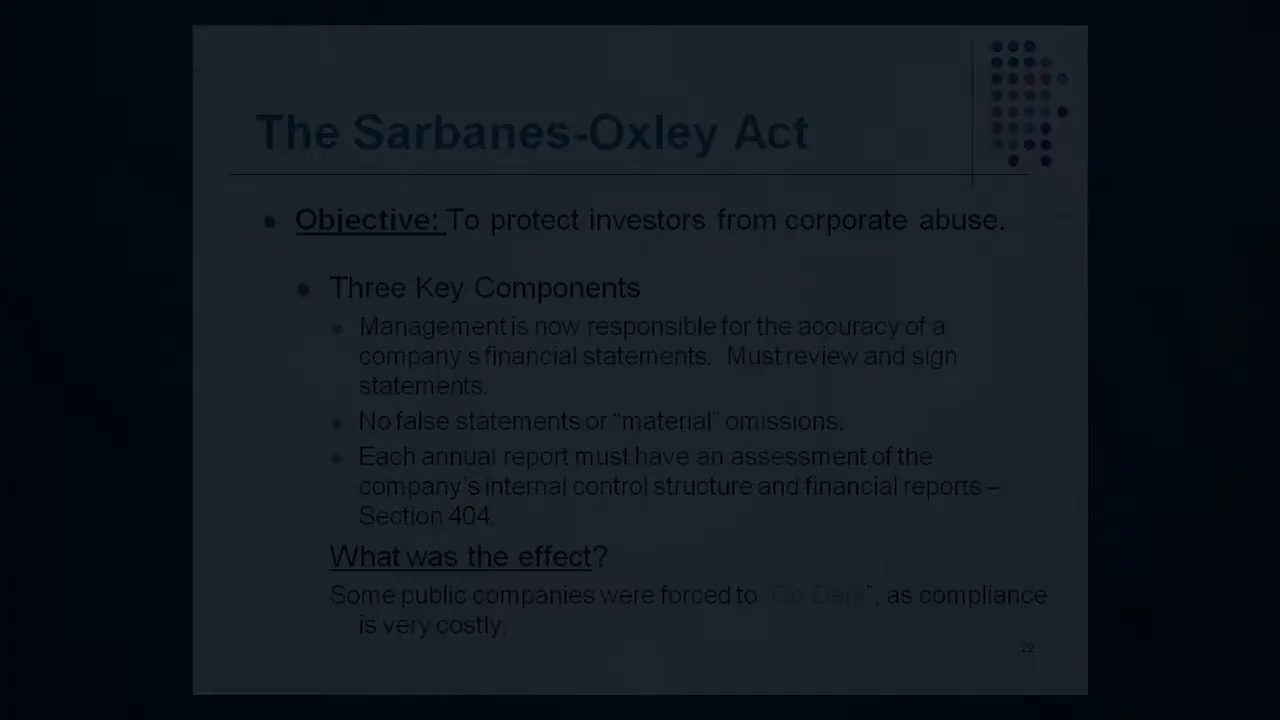 The Sarbanes-Oxley Act
Objective: To protect investors from corporate abuse.
Three Key Components
Management is now responsible for the accuracy of a
company's financial statements. Must review and sign
statements.
No false statements or "material" omissions.
Each annual report must have an assessment of the
company's internal control structure and financial reports –
Section 404.
What was the effect?
Some public companies were forced to "Go Dark", as compliance
is very costly.
22